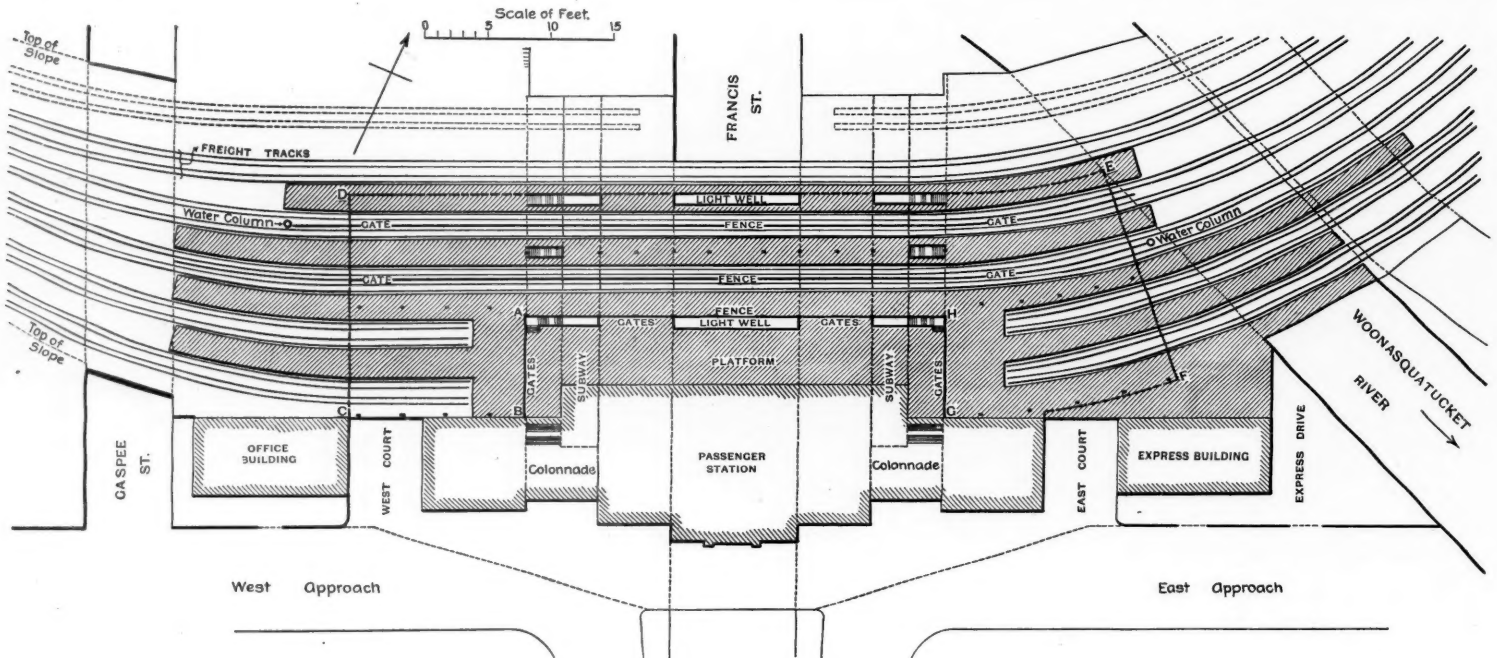 Scale of Feet.
0 5 10 15
Top of
Slope
FRANCIS
ST.
FREIGHT TRACKS
D
E
LIGHT WELL
Water Column
GATE
FENCE
GATE
Water Column
GATE
FENCE
GATE
FENCE
A
H
GATES
LIGHT WELL
GATES
Top of
Slope
GATES
SUBWAY
PLATFORM
SUBWAY
GATES
F
WOONASQUATUCKET
RIVER
C
B
G
GASPEE
ST.
OFFICE
BUILDING
WEST COURT
Colonnade
PASSENGER
STATION
Colonnade
EAST COURT
EXPRESS BUILDING
EXPRESS DRIVE
West Approach
East Approach